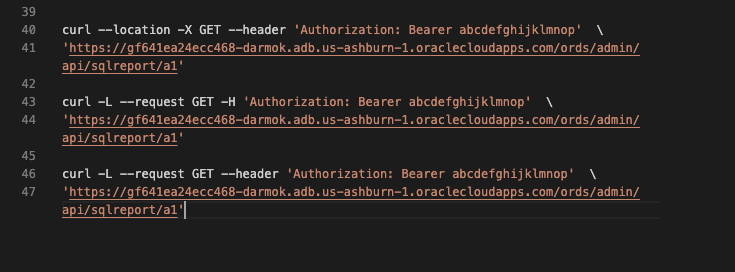 39
40 curl --location -X GET --header 'Authorization: Bearer abcdefghijklmnop'  \
41 'https://gf641ea24ecc468-darmok.adb.us-ashburn-1.oraclecloudapps.com/ords/admin/
api/sqlreport/a1'
42
43 curl -L --request GET -H 'Authorization: Bearer abcdefghijklmnop'  \
44 'https://gf641ea24ecc468-darmok.adb.us-ashburn-1.oraclecloudapps.com/ords/admin/
api/sqlreport/a1'
45
46 curl -L --request GET --header 'Authorization: Bearer abcdefghijklmnop'  \
47 'https://gf641ea24ecc468-darmok.adb.us-ashburn-1.oraclecloudapps.com/ords/admin/
api/sqlreport/a1'